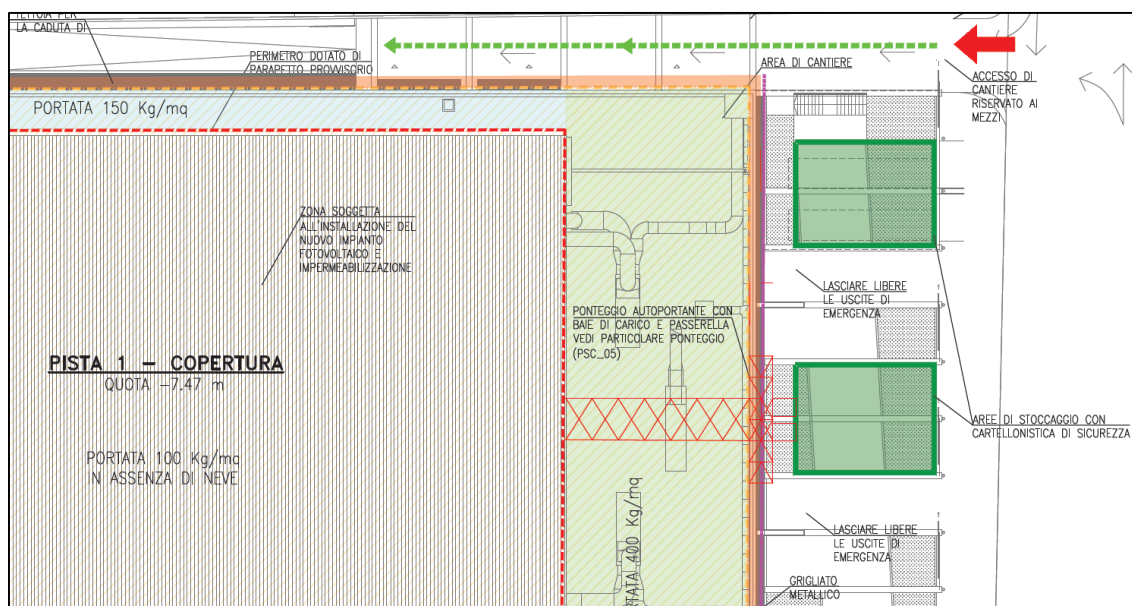 LA CADUTA DI
PERIMETRO DOTATO DI
PARAPETTO PROVVISORIO
PORTATA 150 Kg/mq
AREA DI CANTIERE
ACCESSO DI
CANTIERE
RISERVATO AI
MEZZI
ZONA SOGGETTA
ALL'INSTALLAZIONE DEL
NUOVO IMPIANTO
FOTOVOLTAICO E
IMPERMEABILIZZAZIONE
LASCIARE LIBERE
LE USCITE DI
EMERGENZA
PONTEGGIO AUTOPORTANTE CON
BAIE DI CARICO E PASSERELLA
VEDI PARTICOLARE PONTEGGIO
(PSC_05)
PISTA 1 – COPERTURA
QUOTA –7.47 m
PORTATA 100 Kg/mq
IN ASSENZA DI NEVE
AREE DI STOCCAGGIO CON
CARTELLONISTICA DI SICUREZZA
LASCIARE LIBERE
LE USCITE DI
EMERGENZA
400 Kg/mq
GRIGLIATO
METALLICO